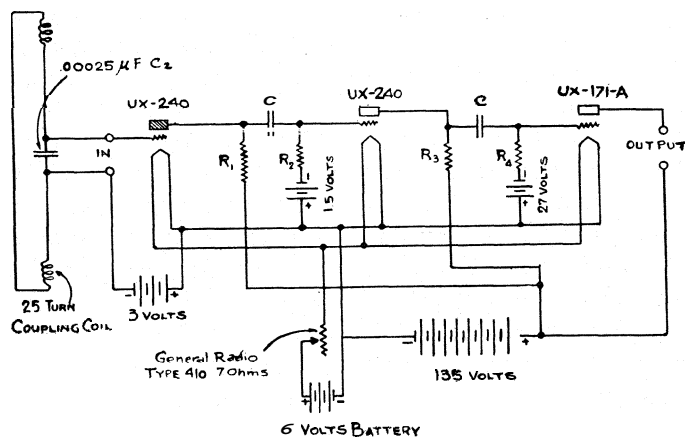 .00025 µF C2
UX-240
C
UX-240
C
UX-171-A
IN
R1
R2
-
+
1.5 VOLTS
R3
R4
-
+
27 VOLTS
OUTPUT
25 TURN
COUPLING COIL
- +
3 VOLTS
General Radio
TYPE 410 7 Ohms
- +
135 VOLTS
+ -
6 VOLTS BATTERY